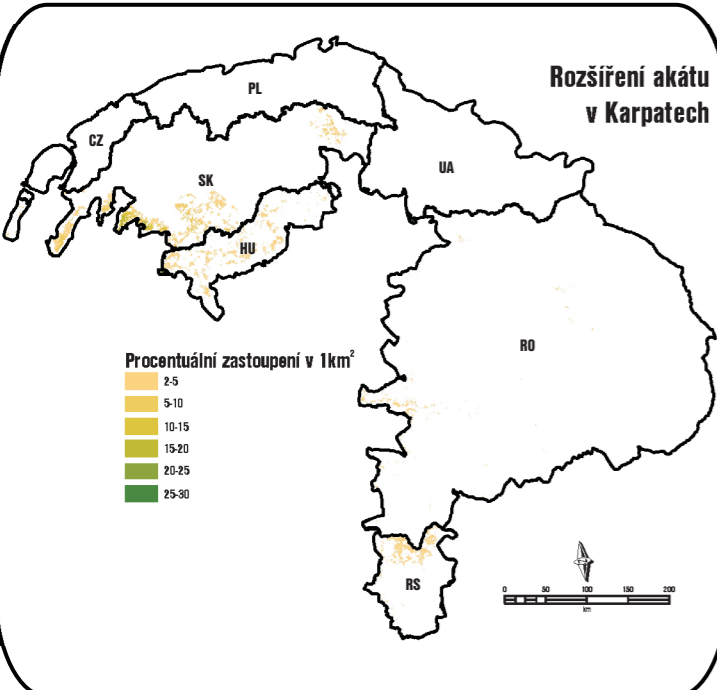 Rozšíření akátu
v Karpatech
PL
CZ
SK
UA
HU
RO
RS
Procentuální zastoupení v 1km²
2-5
5-10
10-15
15-20
20-25
25-30
0 50 100 150 200
km